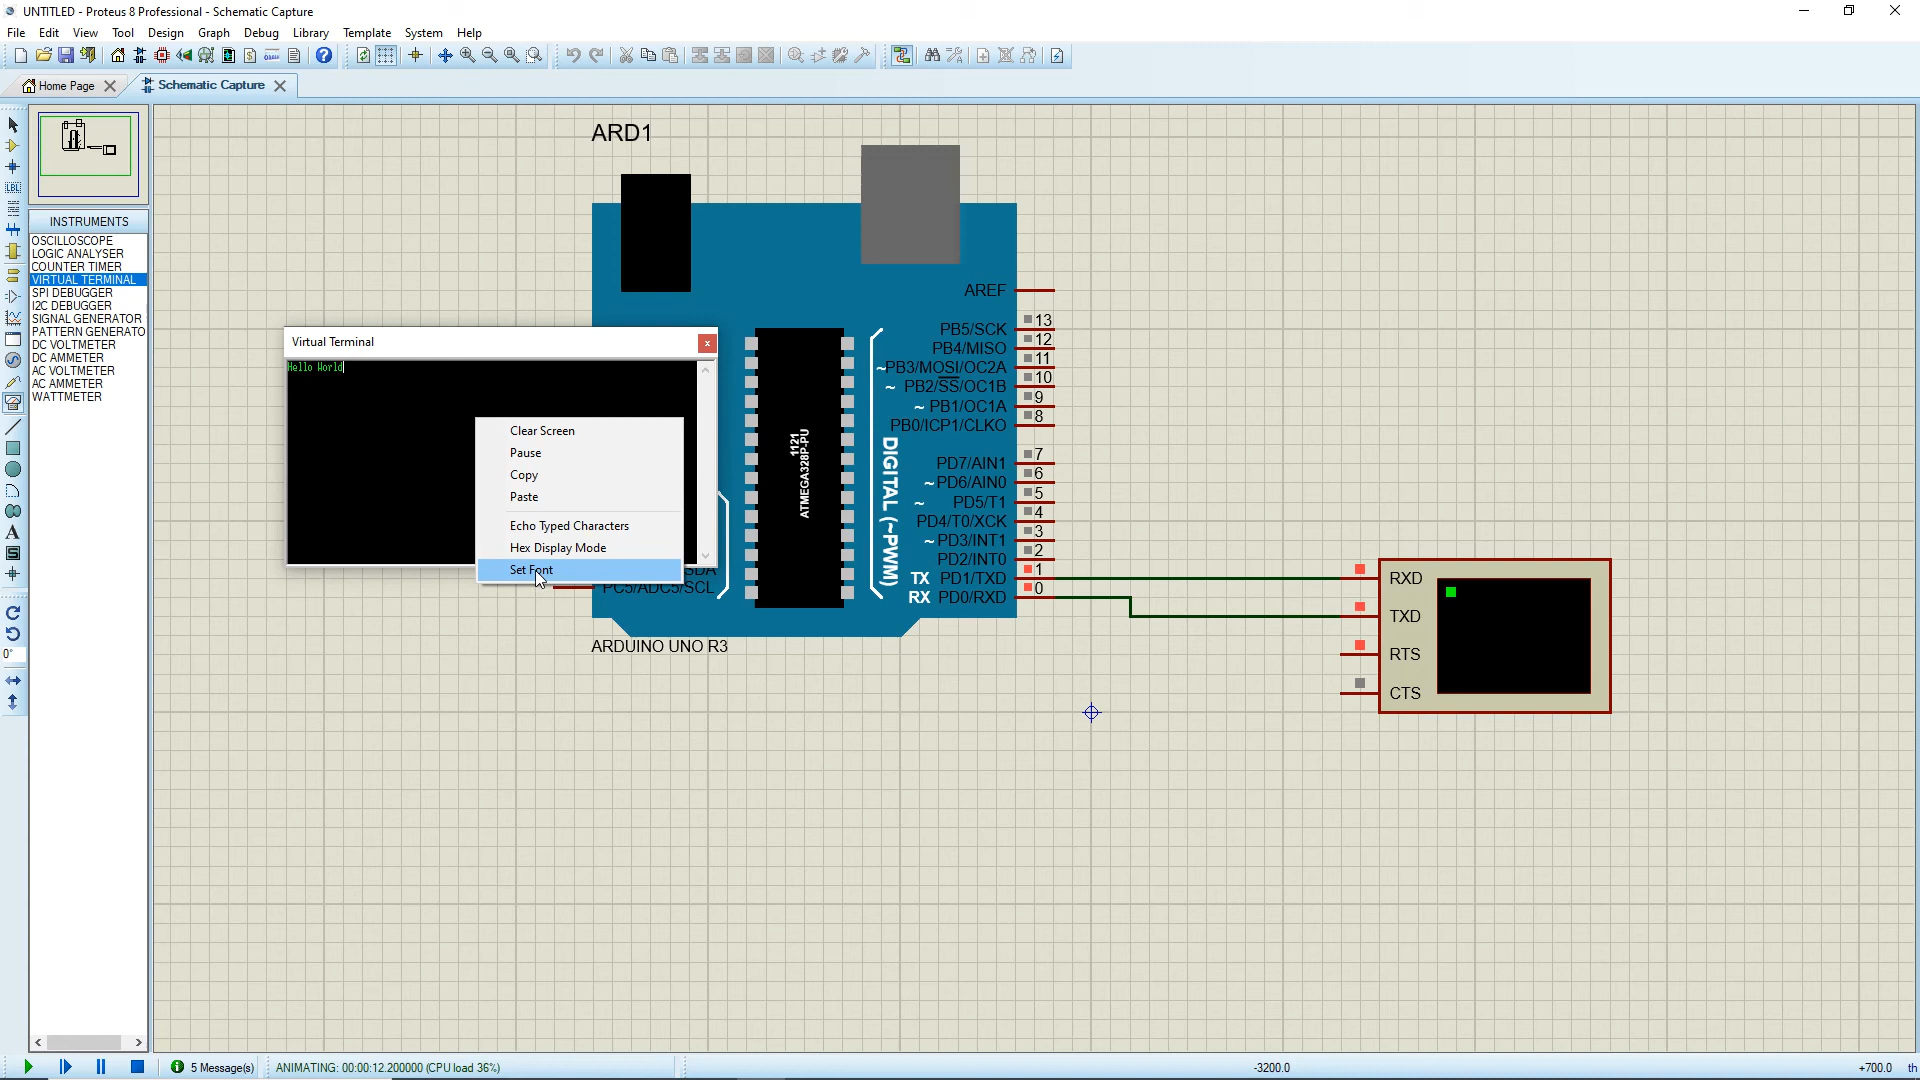 UNTITLED - Proteus 8 Professional - Schematic Capture
File Edit View Tool Design Graph Debug Library Template System Help
Home Page
Schematic Capture
INSTRUMENTS
OSCILLOSCOPE
LOGIC ANALYSER
COUNTER TIMER
VIRTUAL TERMINAL
SPI DEBUGGER
I2C DEBUGGER
SIGNAL GENERATOR
PATTERN GENERATO
DC VOLTMETER
DC AMMETER
AC VOLTMETER
AC AMMETER
WATTMETER
LBL
A
S
0°
ARD1
AREF
PB5/SCK 13
PB4/MISO 12
~PB3/MOSI/OC2A 11
~ PB2/SS/OC1B 10
~ PB1/OC1A 9
PB0/ICP1/CLKO 8
PD7/AIN1 7
~PD6/AIN0 6
~ PD5/T1 5
PD4/T0/XCK 4
~PD3/INT1 3
PD2/INT0 2
TX PD1/TXD 1
RX PD0/RXD 0
DIGITAL (~PWM)
1121
ATMEGA328P-PU
PC5/ADC5/SCL
ARDUINO UNO R3
Virtual Terminal
Hello World
Clear Screen
Pause
Copy
Paste
Echo Typed Characters
Hex Display Mode
Set Font
RXD
TXD
RTS
CTS
5 Message(s)
ANIMATING: 00:00:12.200000 (CPU load 36%)
-3200.0
+700.0 th